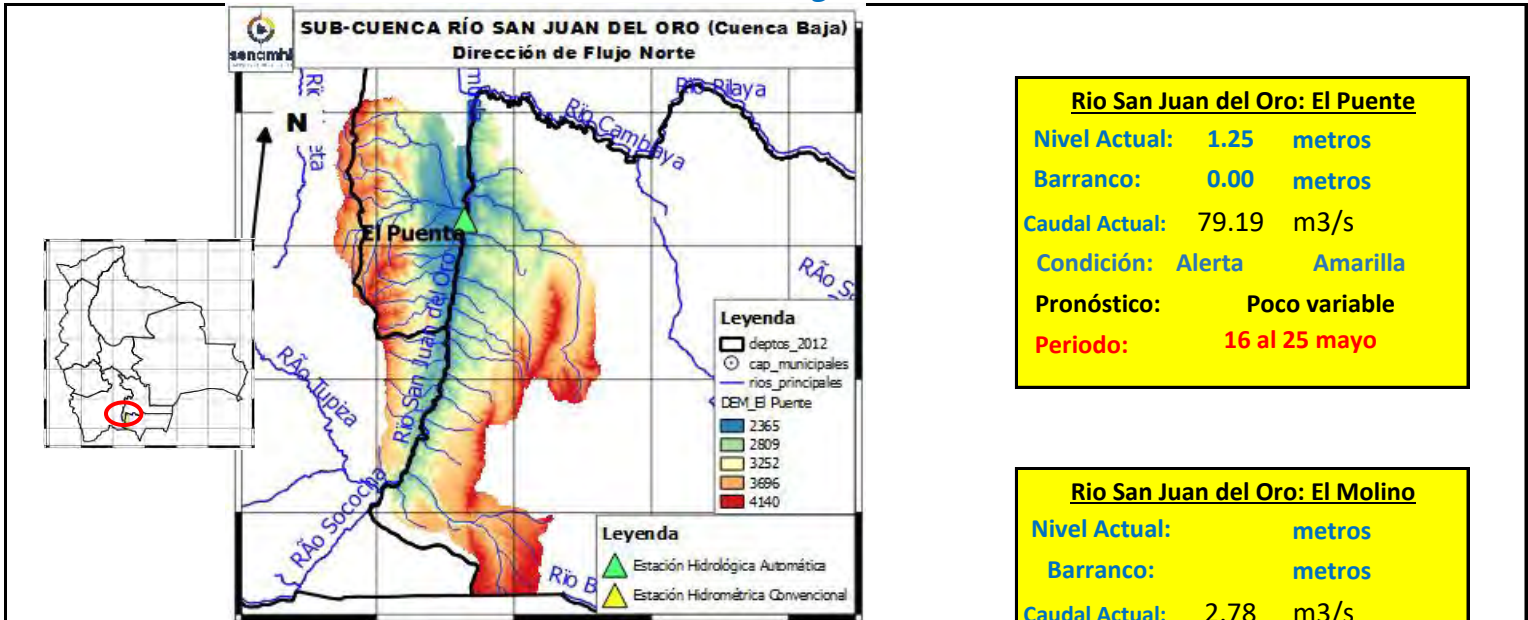 SUB-CUENCA RÍO SAN JUAN DEL ORO (Cuenca Baja)
Dirección de Flujo Norte
senamhi
Río Pilaya
Río Camblaya
N
eta
El Puente
Río San Juan del Oro
RÃo Tupiza
RÃo Sococha
RÃo S
Río B
Leyenda
deptos_2012
cap_municipales
rios_principales
DEM_El Puente
2365
2809
3252
3696
4140
Leyenda
Estación Hidrológica Automática
Estación Hidrométrica Convencional
Rio San Juan del Oro: El Puente
Nivel Actual: 1.25 metros
Barranco: 0.00 metros
Caudal Actual: 79.19 m3/s
Condición: Alerta Amarilla
Pronóstico: Poco variable
Periodo: 16 al 25 mayo
Rio San Juan del Oro: El Molino
Nivel Actual: metros
Barranco: metros
Caudal Actual: 2.78 m3/s